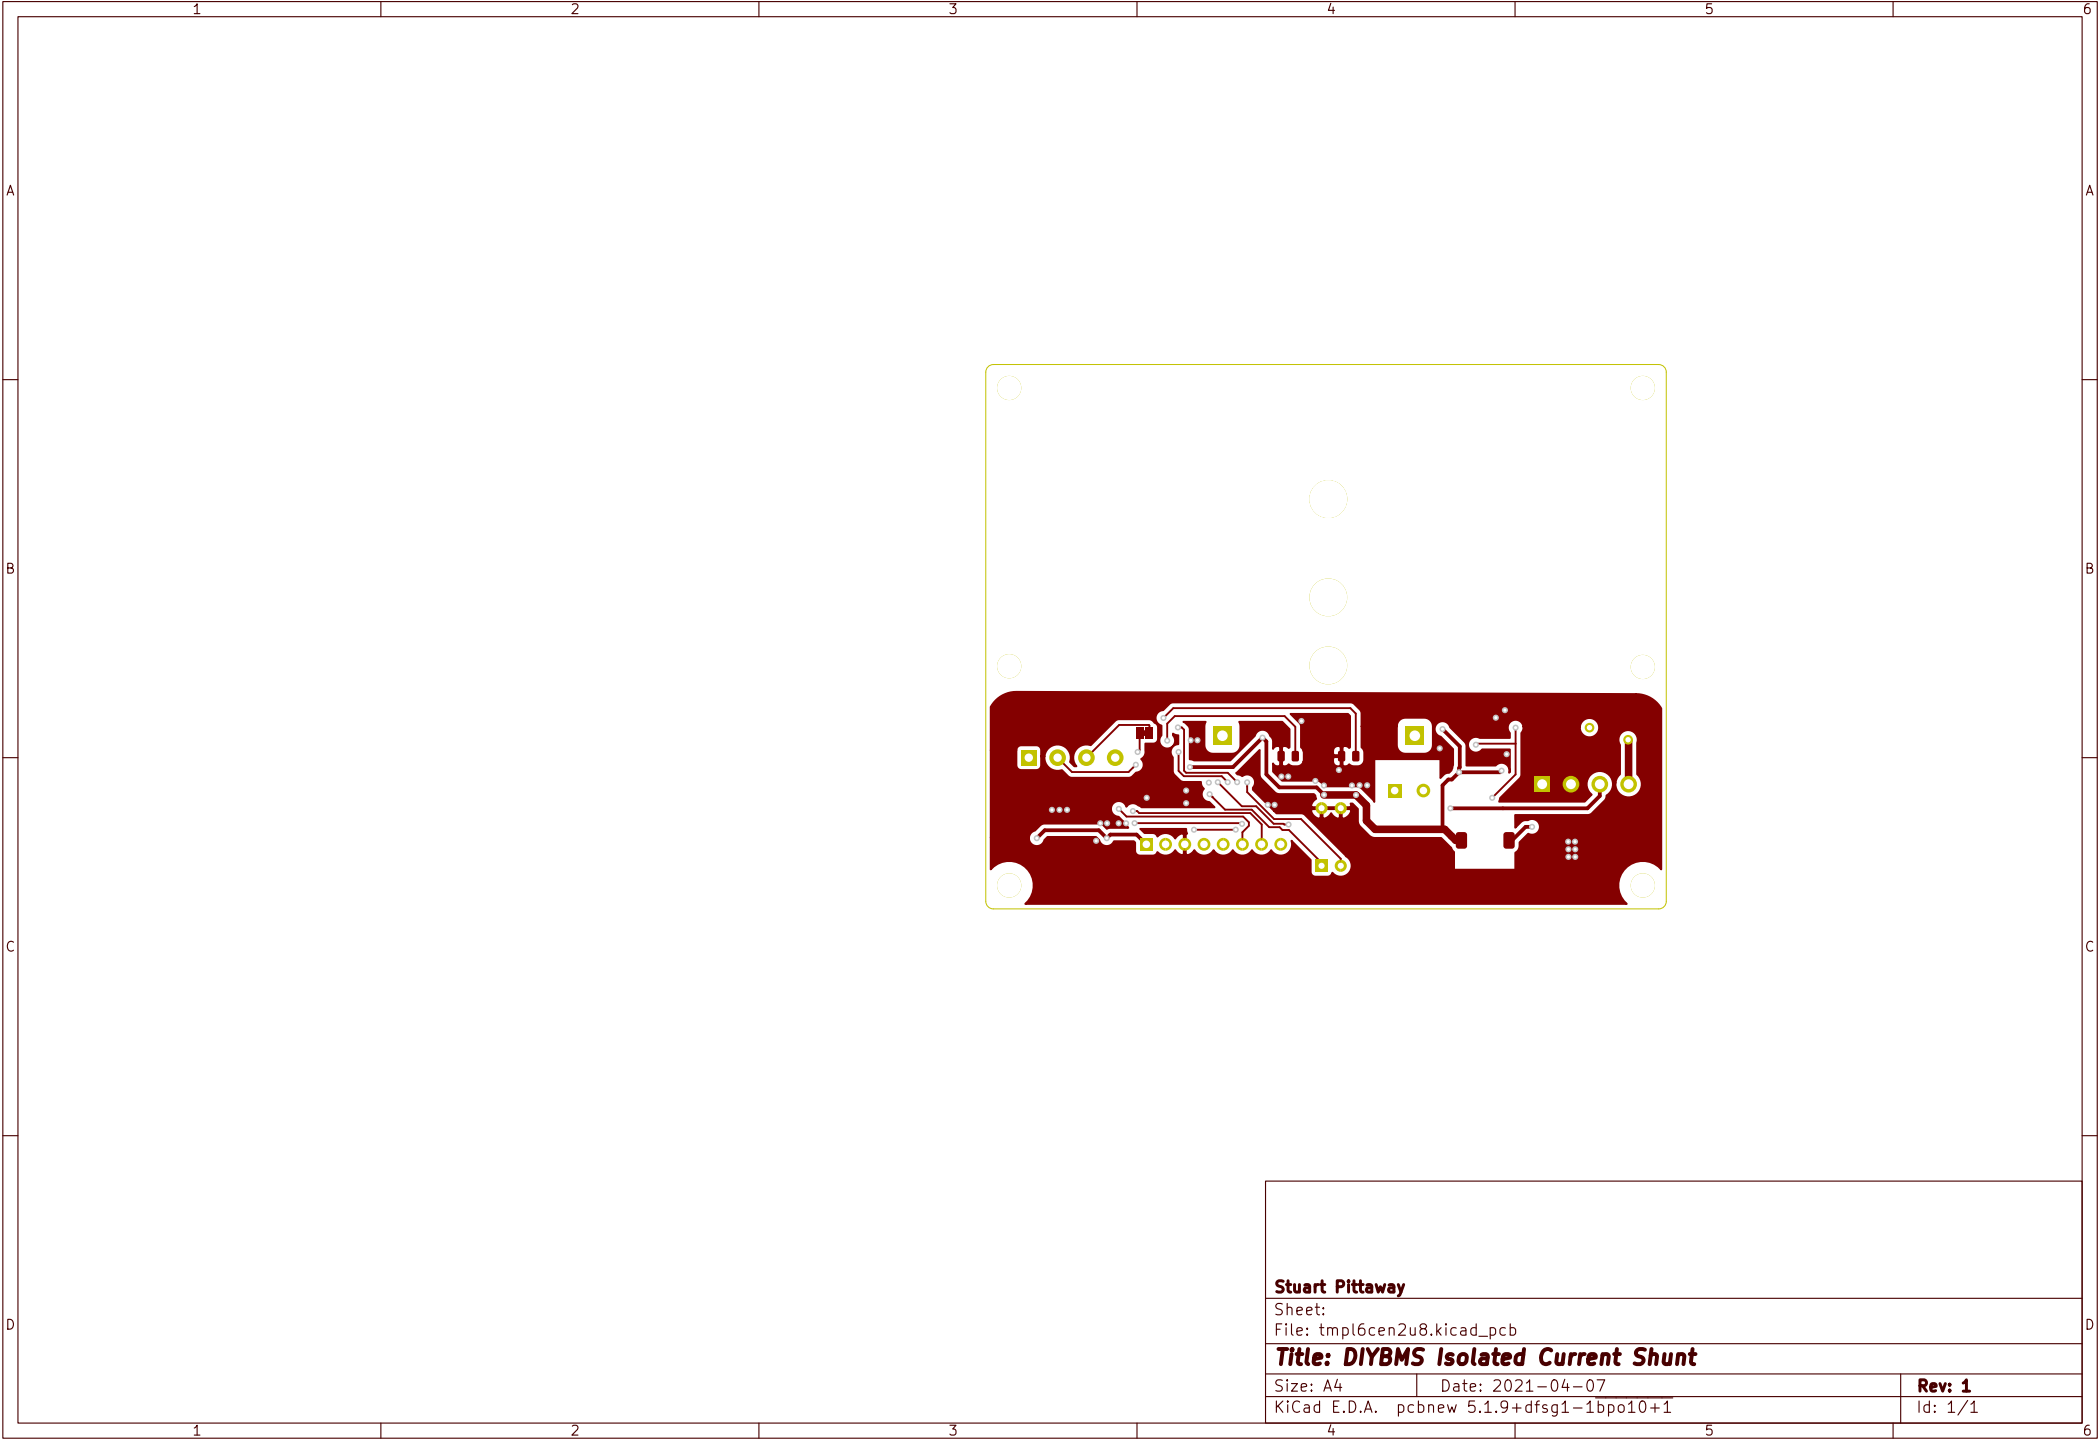 1 2 3 4 5 6
A A
B B
C C
D D
Stuart Pittaway
Sheet:
File: tmpl6cen2u8.kicad_pcb
Title: DIYBMS Isolated Current Shunt
Size: A4 Date: 2021-04-07 Rev: 1
KiCad E.D.A. pcbnew 5.1.9+dfsg1-1bpo10+1 Id: 1/1
1 2 3 4 5 6